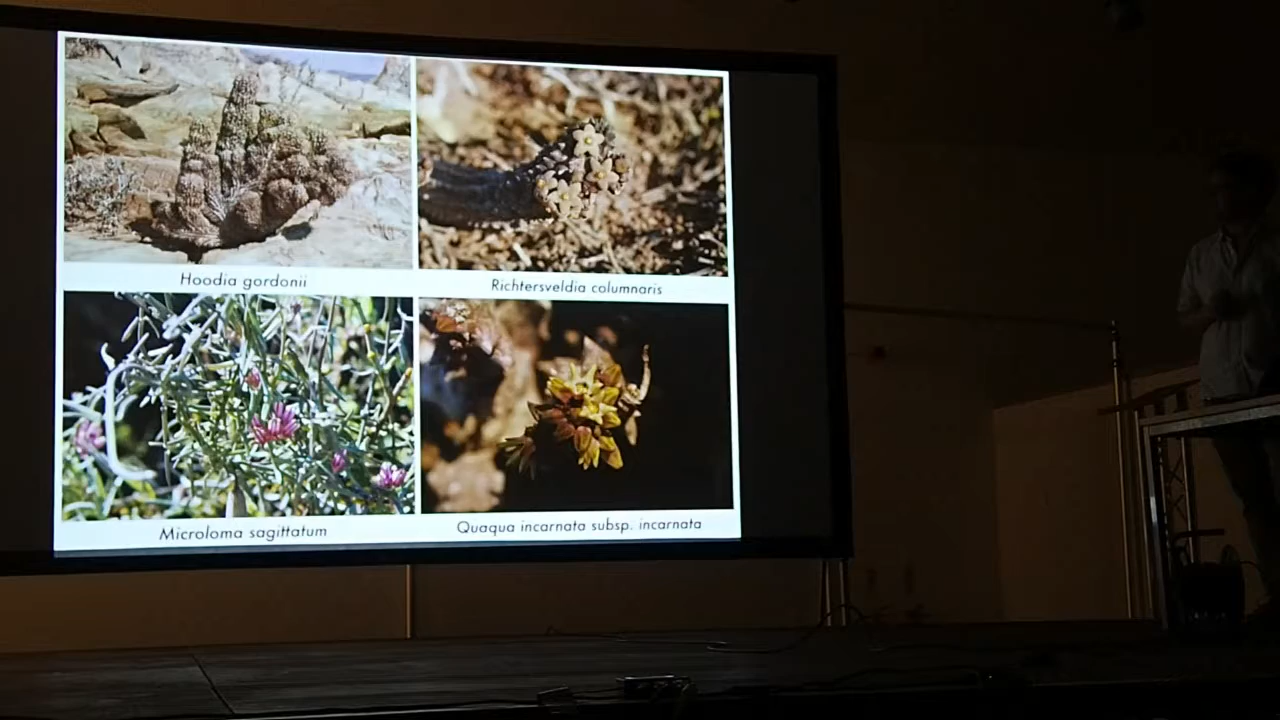 Hoodia gordonii
Richtersveldia columnaris
Microloma sagittatum
Quaqua incarnata subsp. incarnata